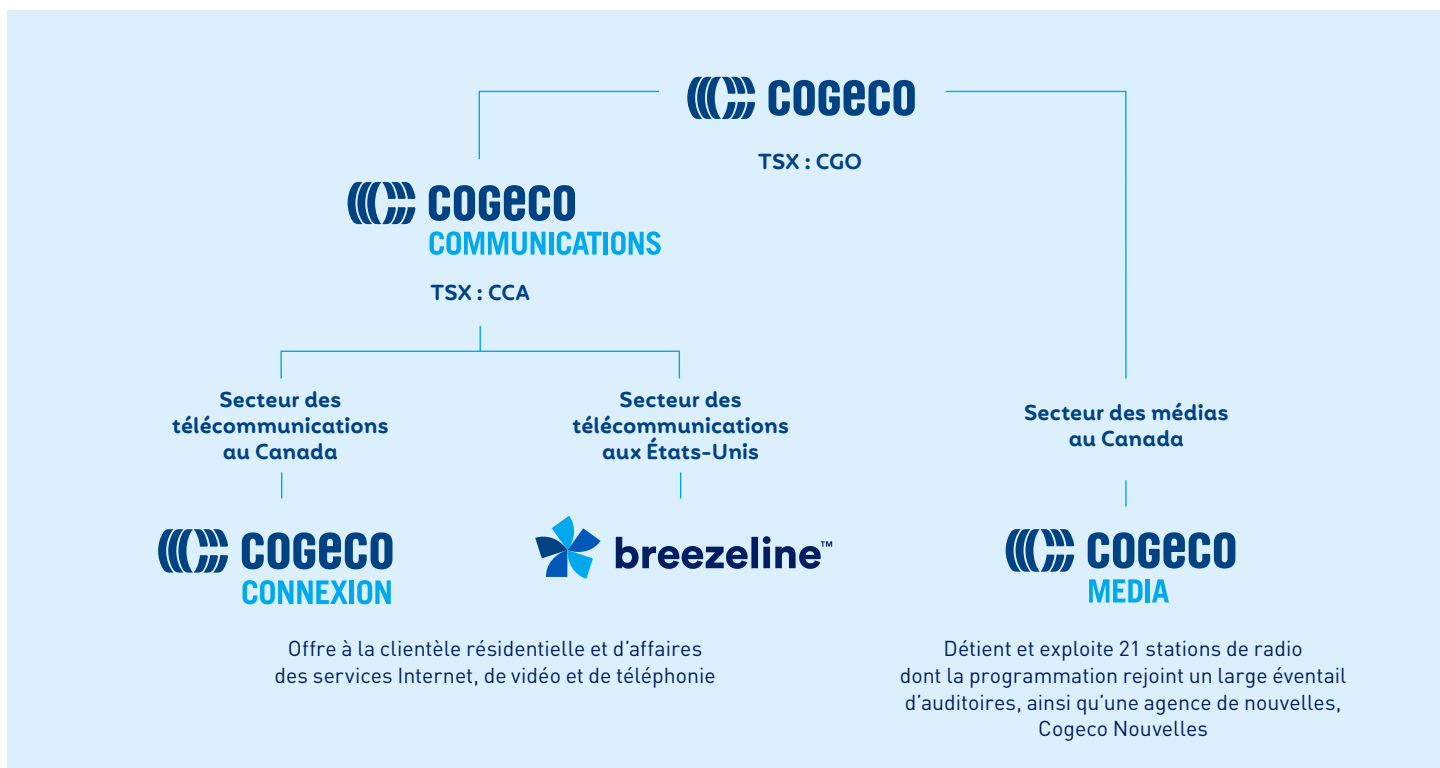 COGECO
TSX : CGO
COGECO
COMMUNICATIONS
TSX : CCA
Secteur des
télécommunications
au Canada
COGECO
CONNEXION
Secteur des
télécommunications
aux États-Unis
breezeline™
Offre à la clientèle résidentielle et d’affaires
des services Internet, de vidéo et de téléphonie
Secteur des médias
au Canada
COGECO
MEDIA
Détient et exploite 21 stations de radio
dont la programmation rejoint un large éventail
d’auditoires, ainsi qu’une agence de nouvelles,
Cogeco Nouvelles